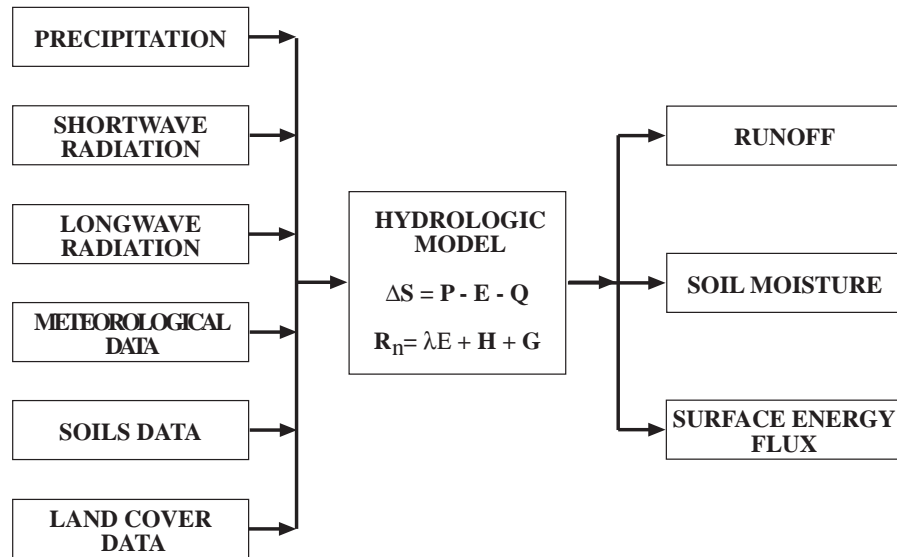 PRECIPITATION
SHORTWAVE
RADIATION
LONGWAVE
RADIATION
METEOROLOGICAL
DATA
SOILS DATA
LAND COVER
DATA
HYDROLOGIC
MODEL
ΔS = P - E - Q
Rn= λE + H + G
RUNOFF
SOIL MOISTURE
SURFACE ENERGY
FLUX